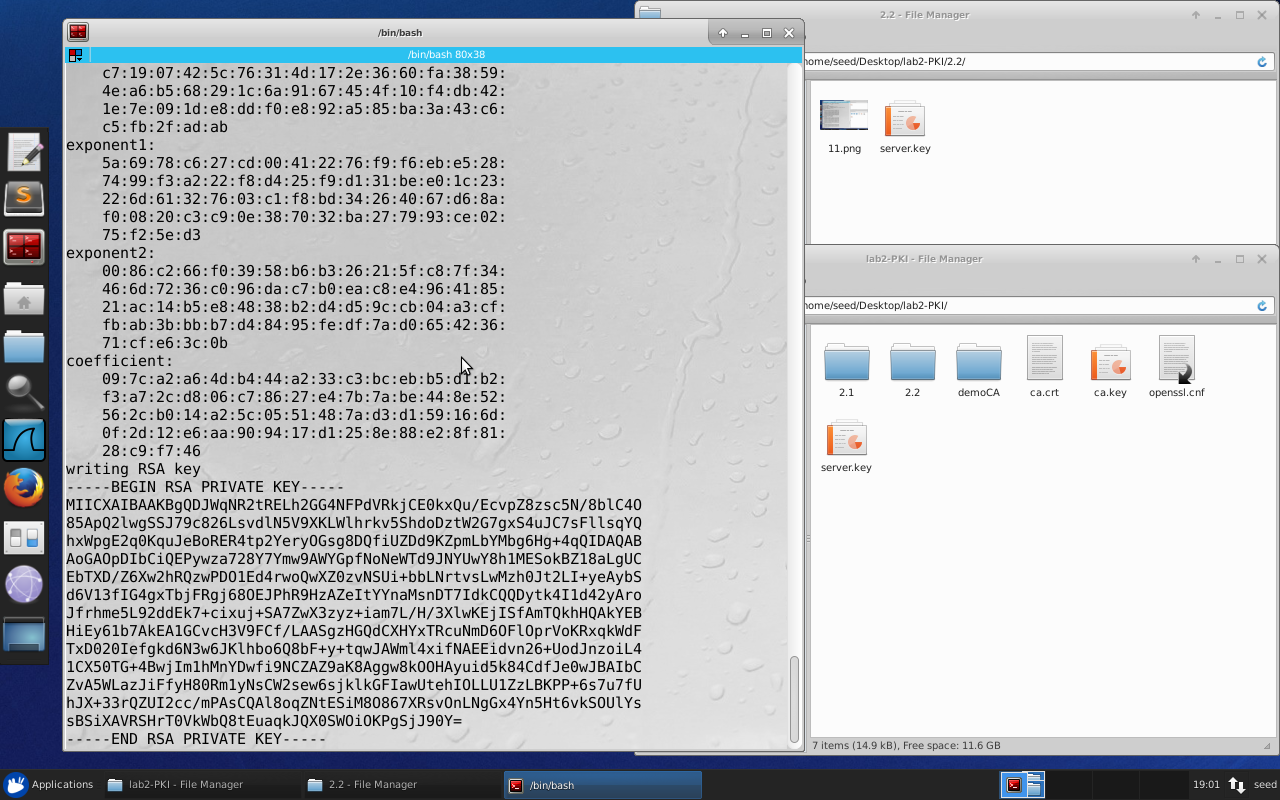 /bin/bash
/bin/bash 80x38
c7:19:07:42:5c:76:31:4d:17:2e:36:60:fa:38:59:
4e:a6:b5:68:29:1c:6a:91:67:45:4f:10:f4:db:42:
1e:7e:09:1d:e8:dd:f0:e8:92:a5:85:ba:3a:43:c6:
c5:fb:2f:ad:ab
exponent1:
5a:69:78:c6:27:cd:00:41:22:76:f9:f6:eb:e5:28:
74:99:f3:a2:22:f8:d4:25:f9:d1:31:be:e0:1c:23:
22:6d:61:32:76:03:c1:f8:bd:34:26:40:67:d6:8a:
f0:08:20:c3:c9:0e:38:70:32:ba:27:79:93:ce:02:
75:f2:5e:d3
exponent2:
00:86:c2:66:f0:39:58:b6:b3:26:21:5f:c8:7f:34:
46:6d:72:36:c0:96:da:c7:b0:ea:c8:e4:96:41:85:
21:ac:14:b5:e8:48:38:b2:d4:d5:9c:cb:04:a3:cf:
fb:ab:3b:bb:b7:d4:84:95:fe:df:7a:d0:65:42:36:
71:cf:e6:3c:0b
coefficient:
09:7c:a2:a6:4d:b4:44:a2:33:c3:bc:eb:b5:d1:b2:
f3:a7:2c:d8:06:c7:86:27:e4:7b:7a:be:44:8e:52:
56:2c:b0:14:a2:5c:05:51:48:7a:d3:d1:59:16:6d:
0f:2d:12:e6:aa:90:94:17:d1:25:8e:88:e2:8f:81:
28:c9:f7:46
writing RSA key
-----BEGIN RSA PRIVATE KEY-----
MIICXAIBAAKBgQDJWqNR2tRELh2GG4NFPdVRkjCE0kxQu/EcvpZ8zsc5N/8blC4O
85ApQ2lwgSSJ79c826LsvdlN5V9XKLWlhrkv5ShdoDztW2G7gxS4uJC7sFllsqYQ
hxWpgE2q0KqujJeBoRER4tp2YeryOGsg8DQfiUZDd9KZpmLbYMbg6Hg+4qQIDAQAB
AoGAOpDIbCiQEPywza728Y7Ymw9AWYGpfNoNeWTd9JNYUwY8h1MESokBZ18aLgUC
EbTXD/Z6Xw2hRQzwPDO1Ed4rwoQwXZ0zvNSUi+bbLNrtvsLwMzh0Jt2LI+yeAybS
d6V13fIG4gxTbjFRgj68OEJPhR9HzAZeItYYnaMsnDT7IdkCQQDytk4I1d42yAro
Jfrhme5L92ddEk7+cixuj+SA7ZwX3zyz+iam7L/H/3XlwKEjISfAmTQkhHQAkYEB
HiEy61b7AkEA1GCvcH3V9FCf/LAASgzHGQdCXHYxTRcuNmD6OFlOprVoKRxqkWdF
TxD020Iefgkd6N3w6JKlhbo6Q8bF+y+tqwJAWml4xifNAEEidvn26+UodJnzoiL4
1CX50TG+4BwjIm1hMnYDwfi9NCZAZ9aK8Aggw8kOOHAyuid5k84CdfJe0wJBAIbC
ZvA5WLazJiFfyH80Rm1yNsCW2sew6sjklkGFIawUtehIOLLU1ZzLBKPP+6s7u7fU
hJX+33rQZUI2cc/mPAsCQAl8oqZNtESiM8O867XRsvOnLNgGx4Yn5Ht6vkSOUlYs
sBSiXAVRSHrT0VkWbQ8tEuaqkJQX0SWOiOKPgSjJ90Y=
-----END RSA PRIVATE KEY-----
2.2 - File Manager
home/seed/Desktop/lab2-PKI/2.2/
11.png
server.key
lab2-PKI - File Manager
home/seed/Desktop/lab2-PKI/
2.1
2.2
demoCA
ca.crt
ca.key
openssl.cnf
server.key
7 items (14.9 kB), Free space: 11.6 GB
Applications
lab2-PKI - File Manager
2.2 - File Manager
/bin/bash
19:01
seed